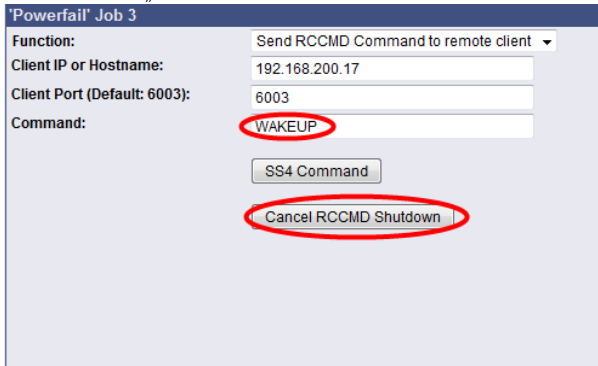 'Powerfail' Job 3
Function: Send RCCMD Command to remote client
Client IP or Hostname: 192.168.200.17
Client Port (Default: 6003): 6003
Command: WAKEUP
SS4 Command
Cancel RCCMD Shutdown